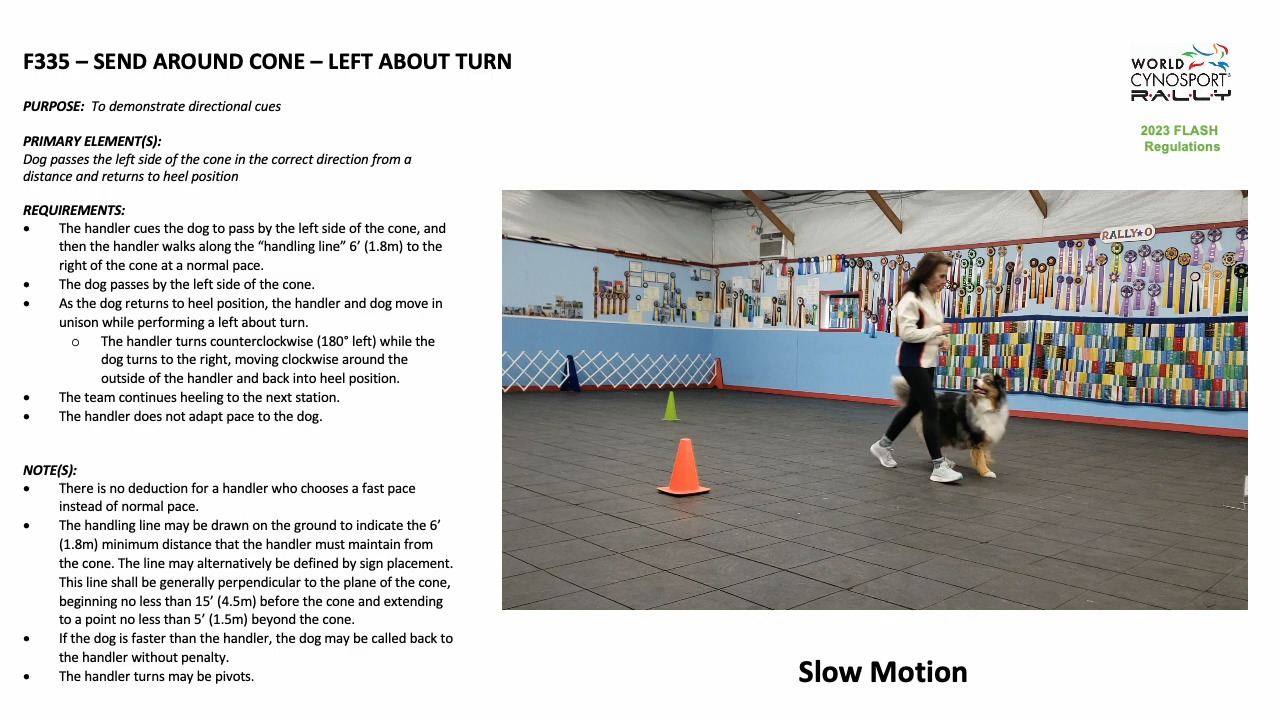 F335 – SEND AROUND CONE – LEFT ABOUT TURN
WORLD
CYNOSPORT
R·A·L·L·Y
2023 FLASH
Regulations
PURPOSE: To demonstrate directional cues
PRIMARY ELEMENT(S):
Dog passes the left side of the cone in the correct direction from a
distance and returns to heel position
REQUIREMENTS:
• The handler cues the dog to pass by the left side of the cone, and
then the handler walks along the “handling line” 6’ (1.8m) to the
right of the cone at a normal pace.
• The dog passes by the left side of the cone.
• As the dog returns to heel position, the handler and dog move in
unison while performing a left about turn.
o The handler turns counterclockwise (180° left) while the
dog turns to the right, moving clockwise around the
outside of the handler and back into heel position.
• The team continues heeling to the next station.
• The handler does not adapt pace to the dog.
NOTE(S):
• There is no deduction for a handler who chooses a fast pace
instead of normal pace.
• The handling line may be drawn on the ground to indicate the 6’
(1.8m) minimum distance that the handler must maintain from
the cone. The line may alternatively be defined by sign placement.
This line shall be generally perpendicular to the plane of the cone,
beginning no less than 15’ (4.5m) before the cone and extending
to a point no less than 5’ (1.5m) beyond the cone.
• If the dog is faster than the handler, the dog may be called back to
the handler without penalty.
• The handler turns may be pivots.
RALLY★O
Slow Motion